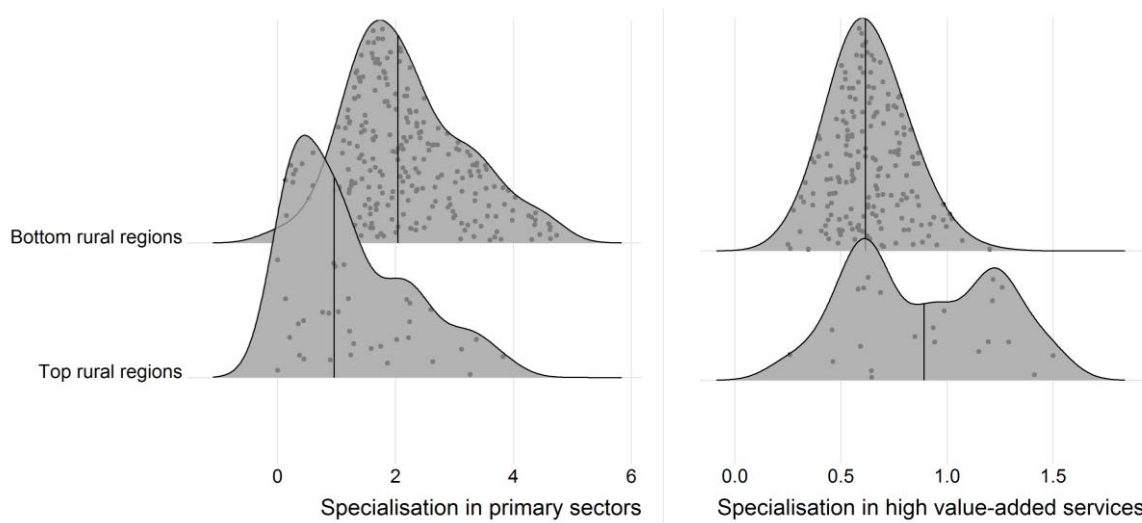 Bottom rural regions
Top rural regions
0 2 4 6
Specialisation in primary sectors
0.0 0.5 1.0 1.5
Specialisation in high value-added services